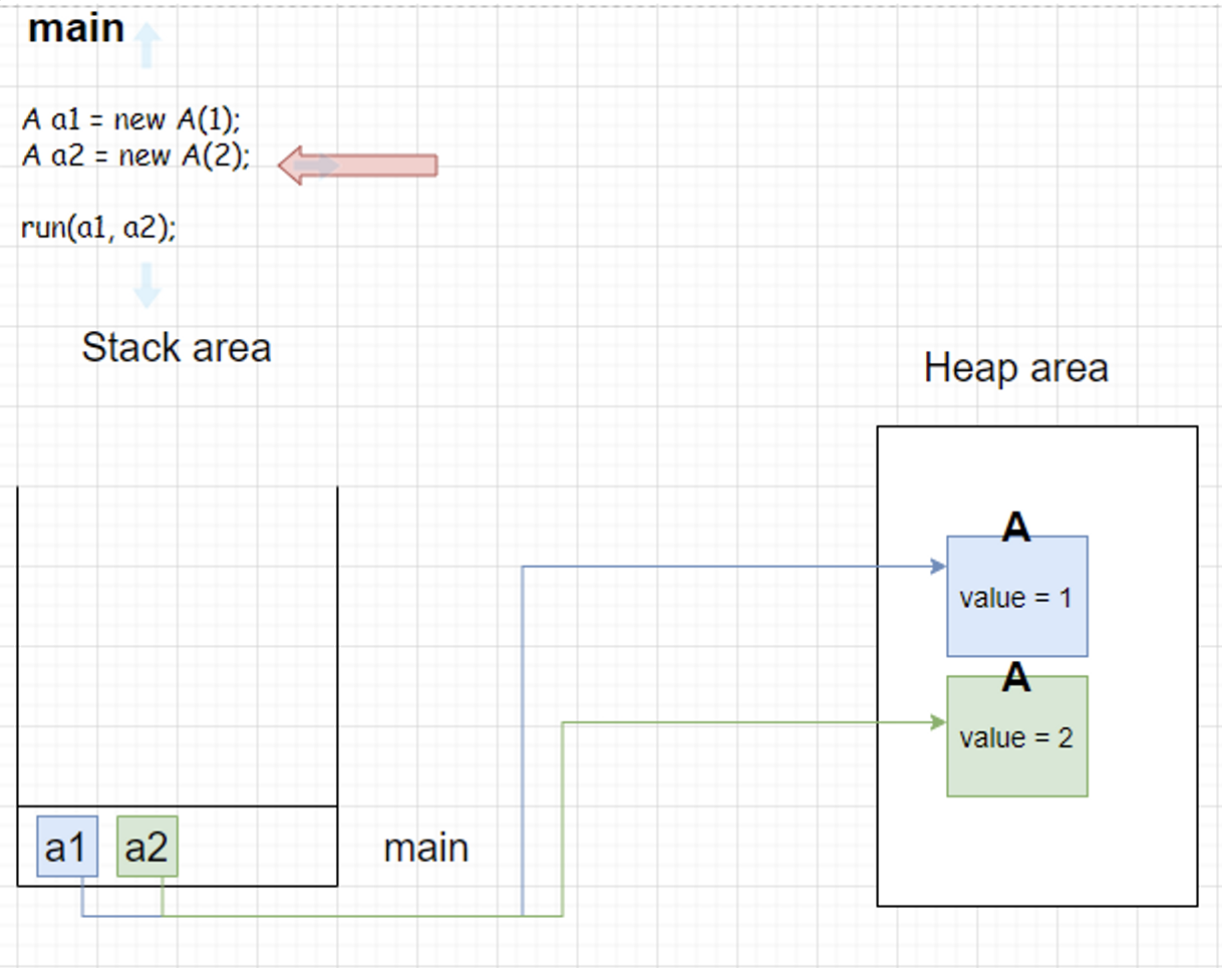 main
A a1 = new A(1);
A a2 = new A(2);
run(a1, a2);
Stack area
Heap area
A
value = 1
A
value = 2
a1 a2 main